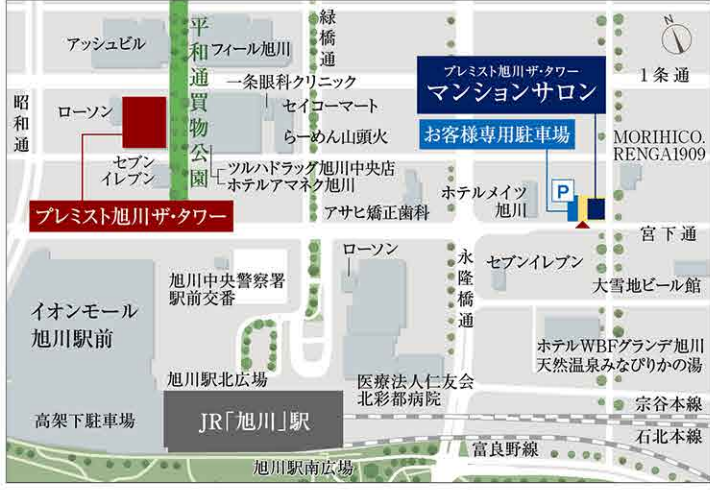 アッシュビル
フィール旭川
平和通買物公園
緑橋通
一条眼科クリニック
セイコーマート
らーめん山頭火
プレミスト旭川ザ・タワー
マンションサロン
お客様専用駐車場
P
N
1条通
昭和通
ローソン
セブン
イレブン
ツルハドラッグ旭川中央店
ホテルアマネク旭川
MORIHICO.
RENGA1909
プレミスト旭川ザ・タワー
アサヒ矯正歯科
ホテルメイツ
旭川
宮下通
イオンモール
旭川駅前
旭川中央警察署
駅前交番
ローソン
永隆橋通
セブンイレブン
大雪地ビール館
ホテルWBFグランデ旭川
天然温泉みなぴりかの湯
旭川駅北広場
医療法人仁友会
北彩都病院
高架下駐車場
JR「旭川」駅
宗谷本線
石北本線
富良野線
旭川駅南広場